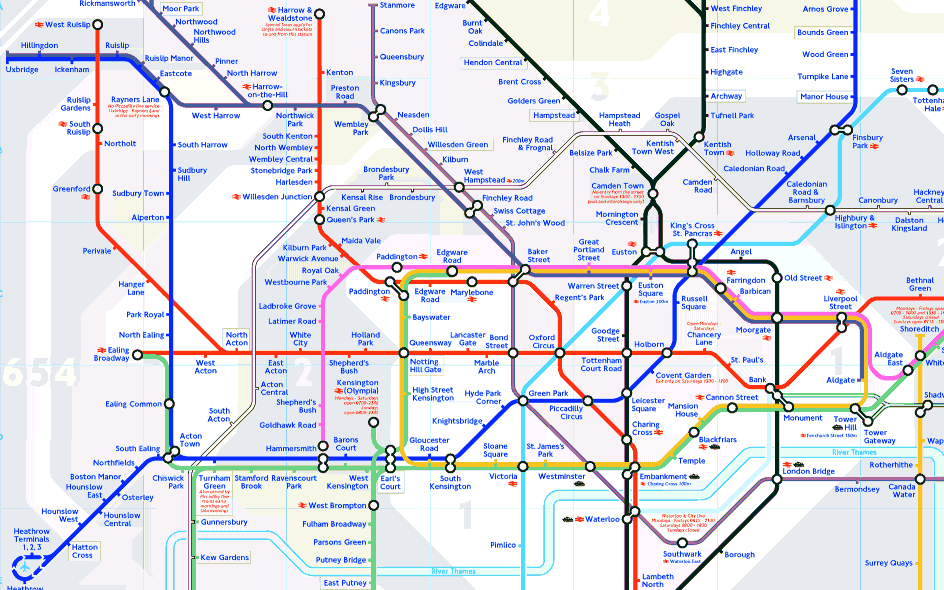 Rickmansworth
Moor Park
Northwood
Northwood
Hills
West Ruislip
Hillingdon
Ruislip
Uxbridge
Ickenham
Ruislip Manor
Eastcote
Pinner
North Harrow
Harrow-
on-the-Hill
Rayners Lane
West Harrow
Northwick
Park
Harrow &
Wealdstone
Kenton
Preston
Road
Stanmore
Canons Park
Queensbury
Kingsbury
Wembley
Park
Neasden
Dollis Hill
Willesden Green
Kilburn
West
Hampstead
Finchley Road
Swiss Cottage
St. John's Wood
Edgware
Burnt
Oak
Colindale
Hendon Central
Brent Cross
Golders Green
Hampstead
Hampstead
Heath
Gospel
Oak
Finchley Road
& Frognal
Belsize Park
Chalk Farm
Camden Town
Mornington
Crescent
Kentish
Town West
Kentish
Town
Camden
Road
West Finchley
Finchley Central
East Finchley
Highgate
Archway
Tufnell Park
Arnos Grove
Bounds Green
Wood Green
Turnpike Lane
Manor House
Seven
Sisters
Tottenham
Hale
Finsbury
Park
Arsenal
Holloway Road
Caledonian Road
Caledonian
Road &
Barnsbury
Canonbury
Hackney
Central
Highbury &
Islington
Dalston
Kingsland
4
3
2
1
1
6 5 4
Ruislip
Gardens
South
Ruislip
Northolt
Greenford
Perivale
Hanger
Lane
South Harrow
Sudbury
Hill
Sudbury Town
Alperton
Park Royal
North Ealing
South Kenton
North Wembley
Wembley Central
Stonebridge Park
Harlesden
Willesden Junction
Kensal Green
Queen's Park
Brondesbury
Park
Kensal Rise
Brondesbury
Kilburn Park
Maida Vale
Warwick Avenue
Royal Oak
Westbourne Park
Ladbroke Grove
Latimer Road
Paddington
Paddington
Edgware
Road
Edgware
Road
Marylebone
Baker
Street
Great
Portland
Street
Euston
King's Cross
St. Pancras
Angel
Old Street
Warren Street
Euston
Square
Farringdon
Barbican
Liverpool
Street
Bethnal
Green
Shoreditch
Moorgate
Regent's Park
Russell
Square
Goodge
Street
Bayswater
Ealing
Broadway
West
Acton
North
Acton
East
Acton
White
City
Shepherd's
Bush
Holland
Park
Notting
Hill Gate
Queensway
Lancaster
Gate
Marble
Arch
Bond
Street
Oxford
Circus
Tottenham
Court Road
Holborn
Chancery
Lane
St. Paul's
Bank
Aldgate
Aldgate
East
Kensington
(Olympia)
Shepherd's
Bush
Goldhawk Road
Hammersmith
High Street
Kensington
Hyde Park
Corner
Knightsbridge
Green Park
Piccadilly
Circus
Leicester
Square
Covent Garden
Cannon Street
Mansion
House
Monument
Tower
Hill
Fenchurch Street 150m
Tower
Gateway
Blackfriars
Temple
Charing
Cross
Embankment
Charing Cross 100m
Ealing Common
Acton
Central
South
Acton
Acton
Town
South Ealing
Northfields
Boston Manor
Hounslow
East
Osterley
Hounslow
West
Hounslow
Central
Hatton
Cross
Heathrow
Terminals
1, 2, 3
Heathrow
Chiswick
Park
Turnham
Green
Stamford
Brook
Ravenscourt
Park
Barons
Court
West
Kensington
Earl's
Court
Gloucester
Road
South
Kensington
Sloane
Square
Victoria
St. James's
Park
Westminster
Waterloo
Southwark
Waterloo East
London Bridge
River Thames
Rotherhithe
Bermondsey
Canada
Water
Surrey Quays
Borough
Lambeth
North
Pimlico
River Thames
Gunnersbury
Kew Gardens
West Brompton
Fulham Broadway
Parsons Green
Putney Bridge
East Putney